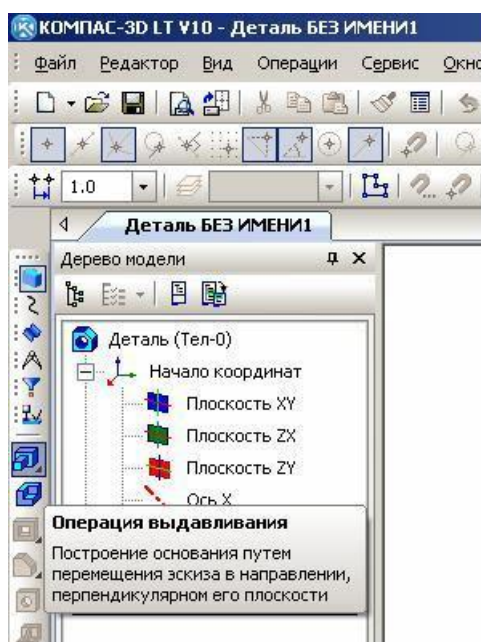 КОМПАС-3D LT V10 - Деталь БЕЗ ИМЕНИ1
Файл Редактор Вид Операции Сервис Окно
1.0
Деталь БЕЗ ИМЕНИ1
Дерево модели
Деталь (Тел-0)
Начало координат
Плоскость XY
Плоскость ZX
Плоскость ZY
Ось X
Операция выдавливания
Построение основания путем
перемещения эскиза в направлении,
перпендикулярном его плоскости